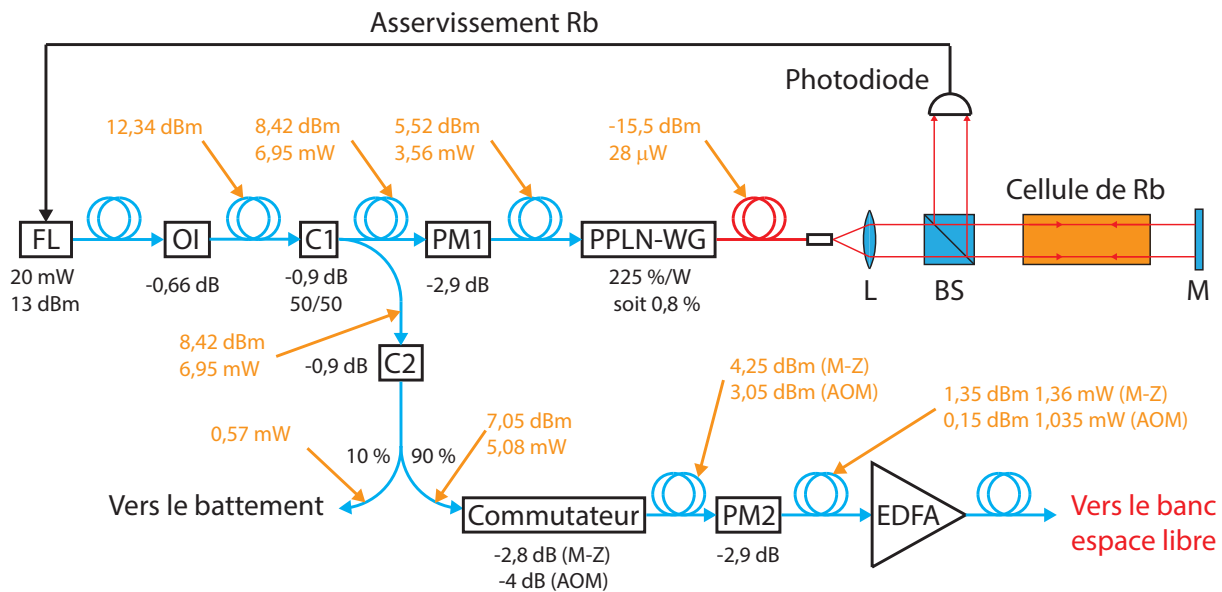 Asservissement Rb
Photodiode
12,34 dBm
8,42 dBm
6,95 mW
5,52 dBm
3,56 mW
-15,5 dBm
28 μW
Cellule de Rb
FL
OI
C1
PM1
PPLN-WG
20 mW
13 dBm
-0,66 dB
-0,9 dB
50/50
-2,9 dB
225 %/W
soit 0,8 %
L
BS
M
8,42 dBm
6,95 mW
-0,9 dB
C2
4,25 dBm (M-Z)
3,05 dBm (AOM)
1,35 dBm 1,36 mW (M-Z)
0,15 dBm 1,035 mW (AOM)
0,57 mW
10 %
90 %
7,05 dBm
5,08 mW
Vers le battement
Commutateur
PM2
EDFA
Vers le banc
espace libre
-2,8 dB (M-Z)
-4 dB (AOM)
-2,9 dB